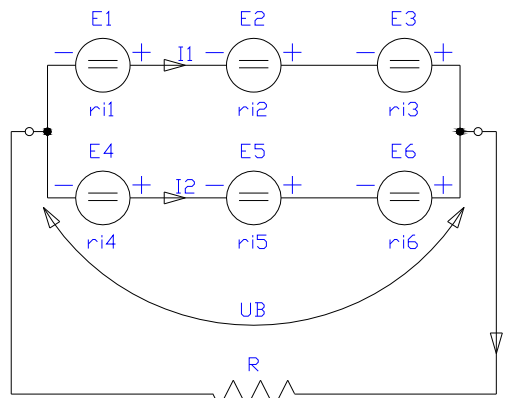 E1 E2 E3
− + I1 − + − +
ri1 ri2 ri3
E4 E5 E6
− + I2 − + − +
ri4 ri5 ri6
UB
R